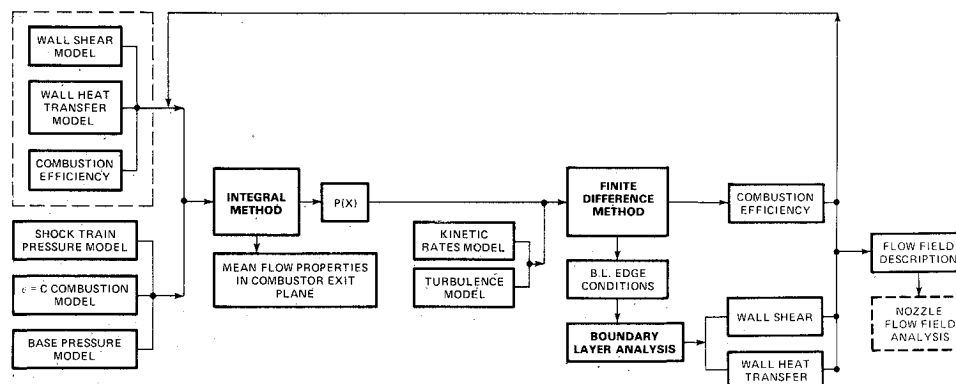 WALL SHEAR
MODEL
WALL HEAT
TRANSFER
MODEL
COMBUSTION
EFFICIENCY
SHOCK TRAIN
PRESSURE MODEL
ϵ = C COMBUSTION
MODEL
BASE PRESSURE
MODEL
INTEGRAL
METHOD
P(X)
MEAN FLOW PROPERTIES
IN COMBUSTOR EXIT
PLANE
KINETIC
RATES MODEL
TURBULENCE
MODEL
FINITE
DIFFERENCE
METHOD
B.L. EDGE
CONDITIONS
BOUNDARY
LAYER ANALYSIS
COMBUSTION
EFFICIENCY
WALL SHEAR
WALL HEAT
TRANSFER
FLOW FIELD
DESCRIPTION
NOZZLE
FLOW FIELD
ANALYSIS